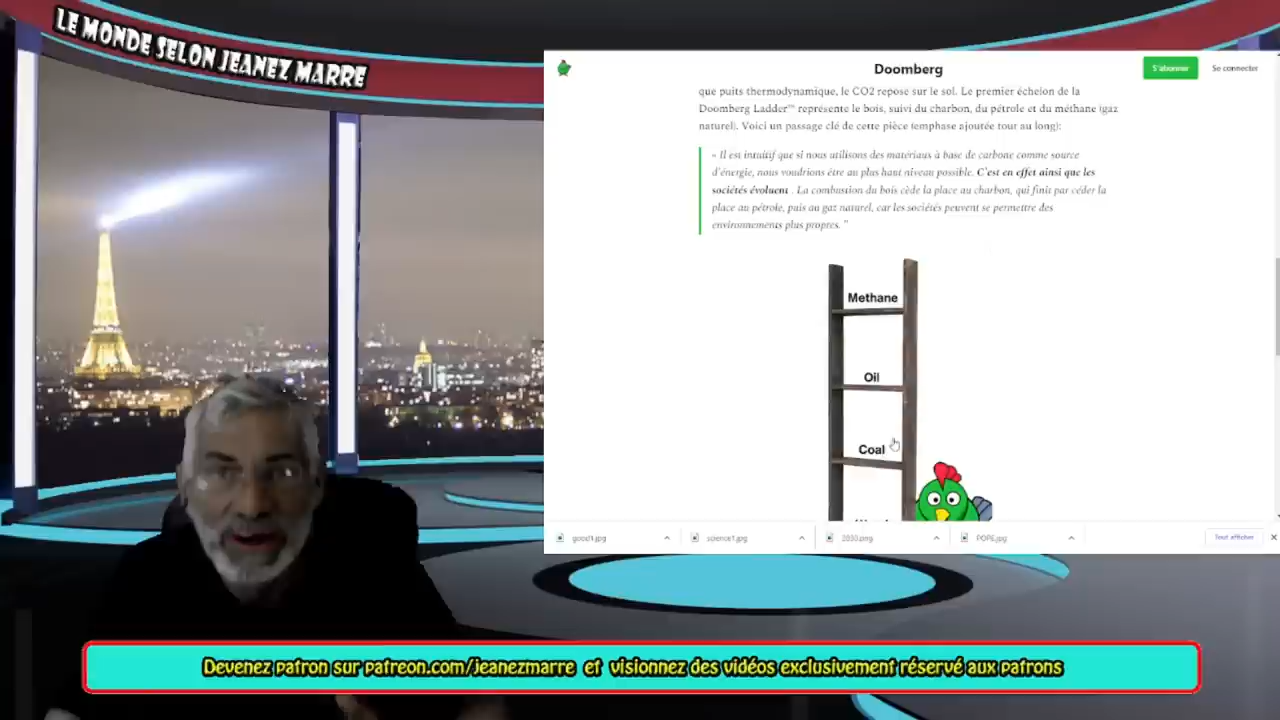 LE MONDE SELON JEANEZ MARRE
Doomberg
S'abonner
Se connecter
que puits thermodynamique, le CO2 repose sur le sol. Le premier échelon de la
Doomberg Ladder™ représente le bois, suivi du charbon, du pétrole et du méthane (gaz
naturel). Voici un passage clé de cette pièce (emphase ajoutée tout au long):
« Il est intuitif que si nous utilisons des matériaux à base de carbone comme source
d'énergie, nous voudrions être au plus haut niveau possible. C'est en effet ainsi que les
sociétés évoluent . La combustion du bois cède la place au charbon, qui finit par céder la
place au pétrole, puis au gaz naturel, car les sociétés peuvent se permettre des
environnements plus propres. "
Methane
Oil
Coal
good1.jpg
science1.jpg
2030.png
POPE.jpg
Tout afficher
Devenez patron sur patreon.com/jeanezmarre et visionnez des vidéos exclusivement réservé aux patrons